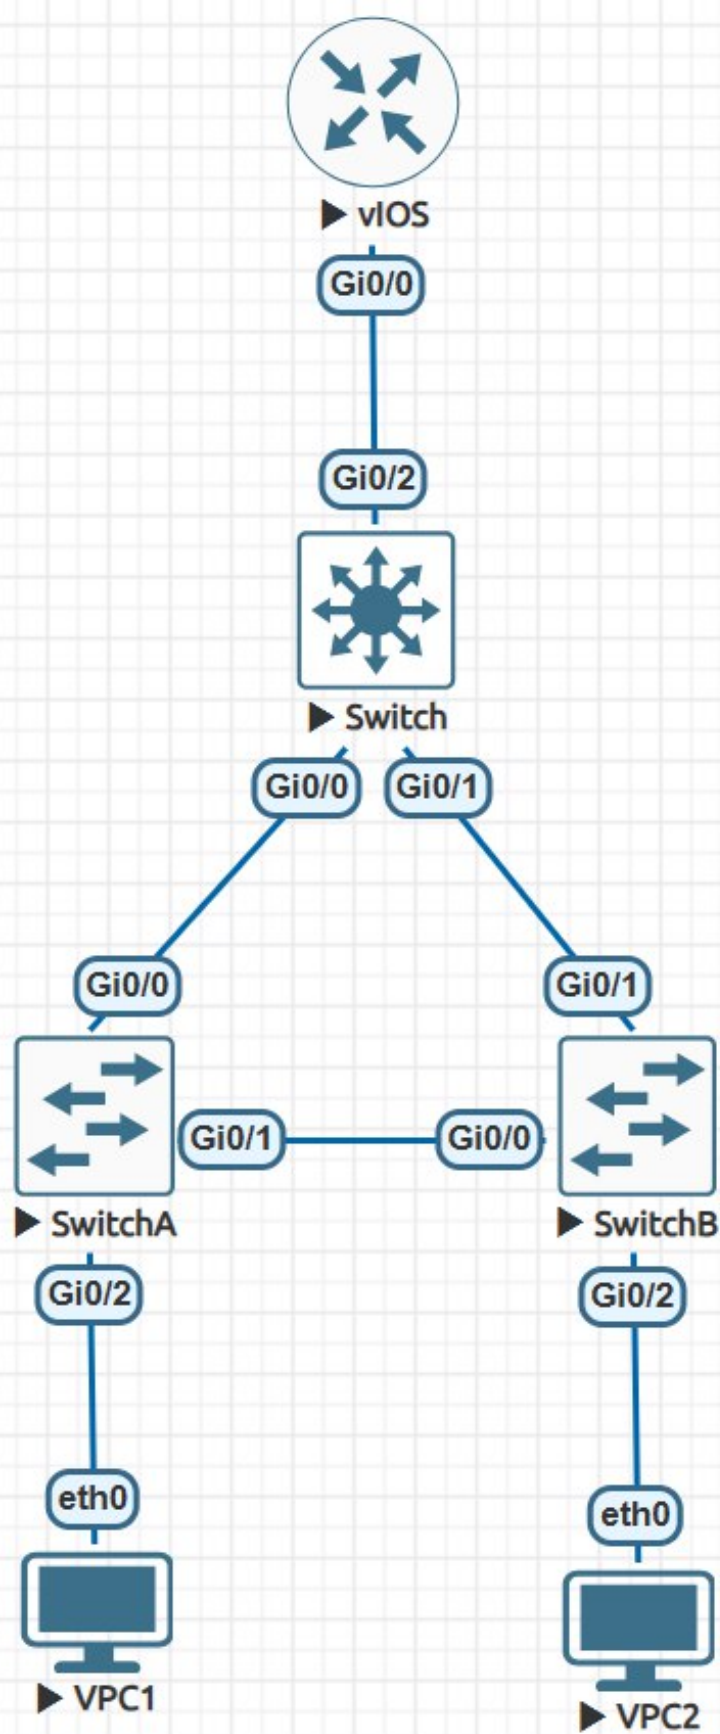 vIOS
Gi0/0
Gi0/2
Switch
Gi0/0
Gi0/1
Gi0/0
Gi0/1
Gi0/1
Gi0/0
SwitchA
SwitchB
Gi0/2
Gi0/2
eth0
eth0
VPC1
VPC2